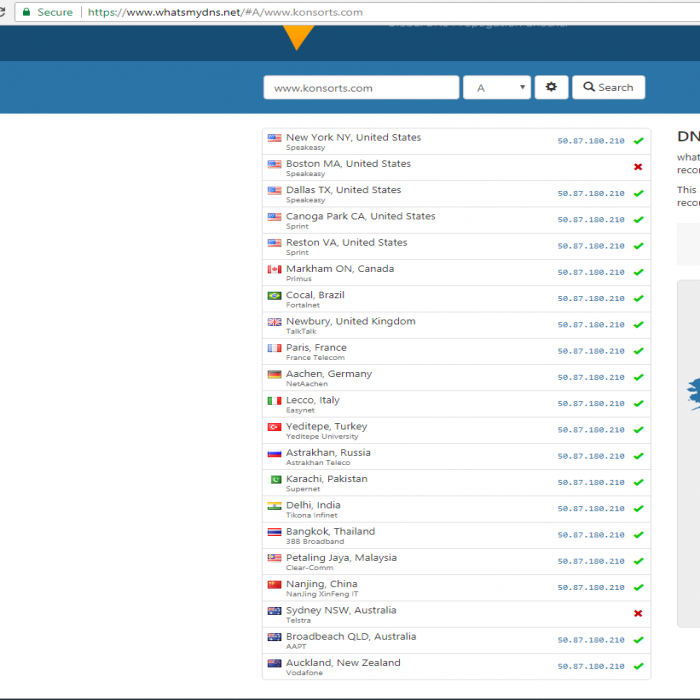 Secure https://www.whatsmydns.net/#A/www.konsorts.com
www.konsorts.com A Search
New York NY, United States 50.87.180.210
Speakeasy
Boston MA, United States
Speakeasy
Dallas TX, United States 50.87.180.210
Speakeasy
Canoga Park CA, United States 50.87.180.210
Sprint
Reston VA, United States 50.87.180.210
Sprint
Markham ON, Canada 50.87.180.210
Primus
Cocal, Brazil 50.87.180.210
Fortalnet
Newbury, United Kingdom 50.87.180.210
TalkTalk
Paris, France 50.87.180.210
France Telecom
Aachen, Germany 50.87.180.210
NetAachen
Lecco, Italy 50.87.180.210
Easynet
Yeditepe, Turkey 50.87.180.210
Yeditepe University
Astrakhan, Russia 50.87.180.210
Astrakhan Teleco
Karachi, Pakistan 50.87.180.210
Supernet
Delhi, India 50.87.180.210
Tikona Infinet
Bangkok, Thailand 50.87.180.210
3BB Broadband
Petaling Jaya, Malaysia 50.87.180.210
Clear-Comm
Nanjing, China 50.87.180.210
NanJing XinFeng IT
Sydney NSW, Australia
Telstra
Broadbeach QLD, Australia 50.87.180.210
AAPT
Auckland, New Zealand 50.87.180.210
Vodafone
DN
what
recor
This
recor